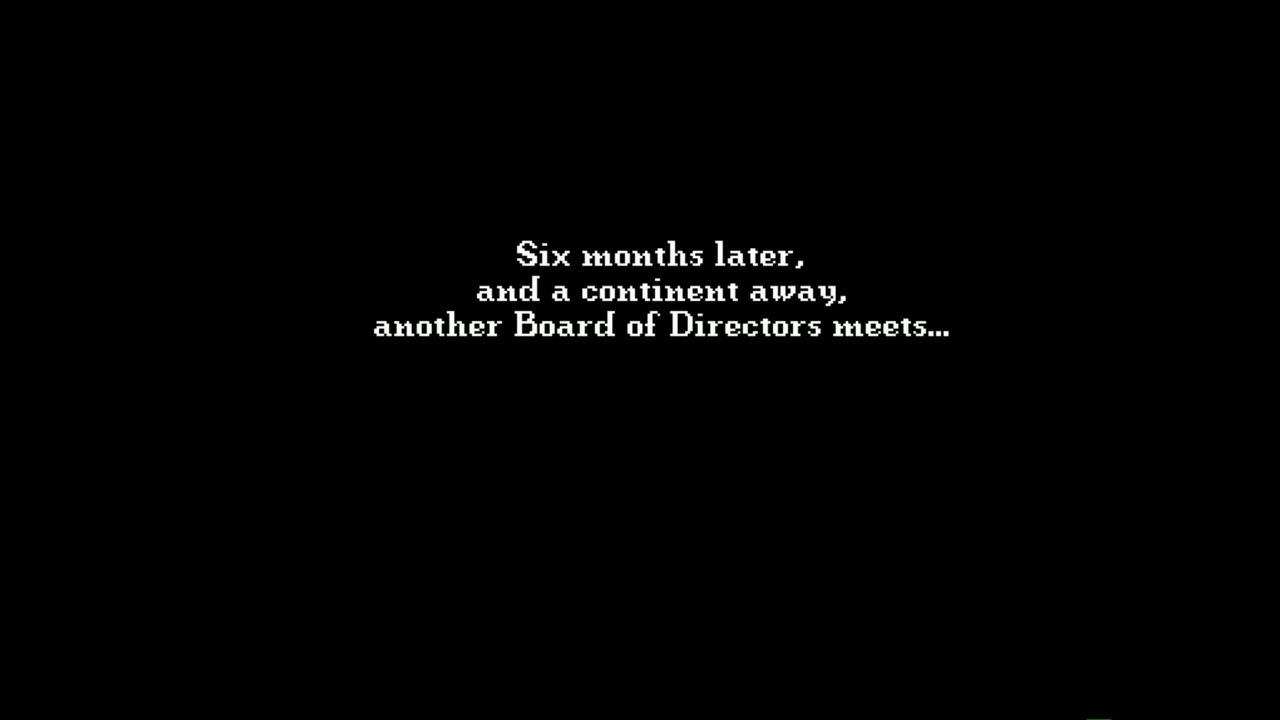 Six months later,
and a continent away,
another Board of Directors meets...